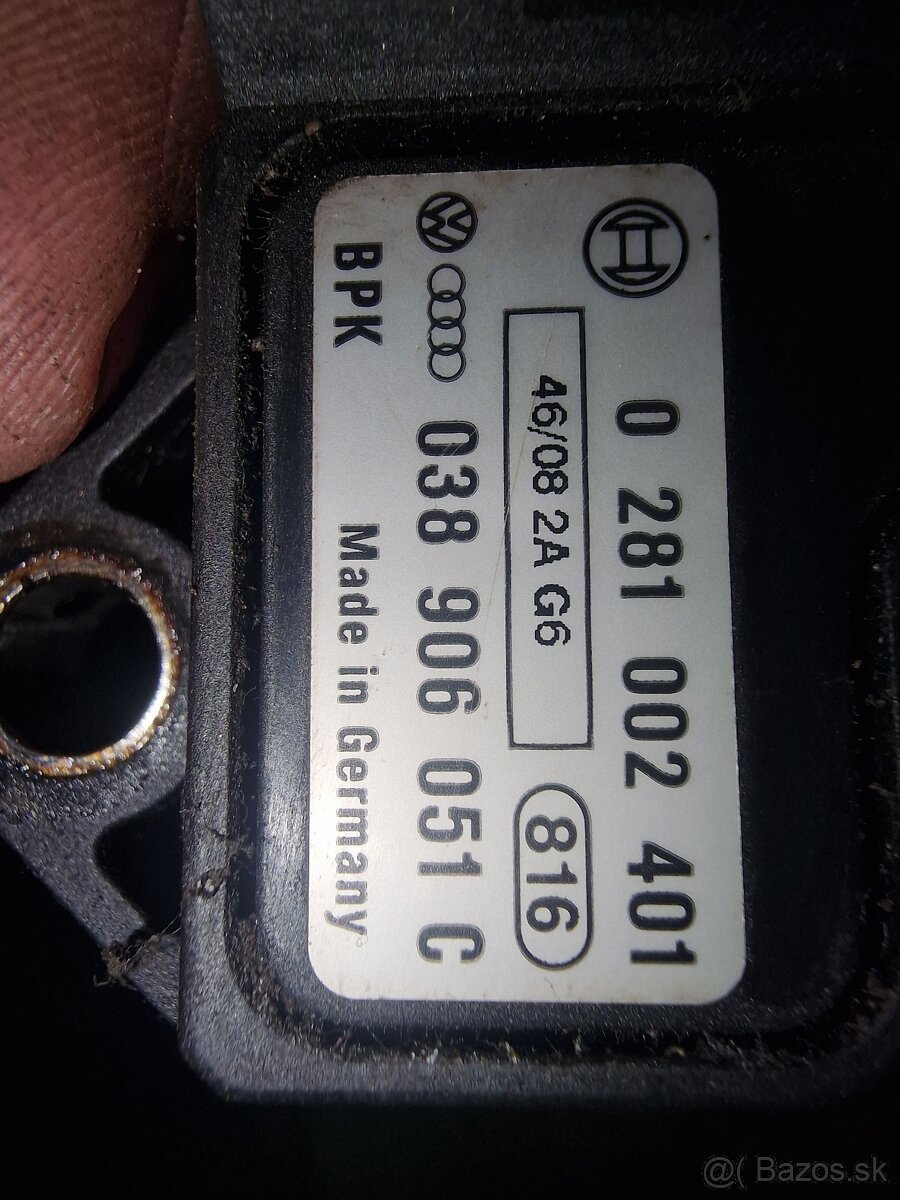 0 281 002 401
46/08 2A G6
816
038 906 051 C
BPK Made in Germany
@( Bazos.sk